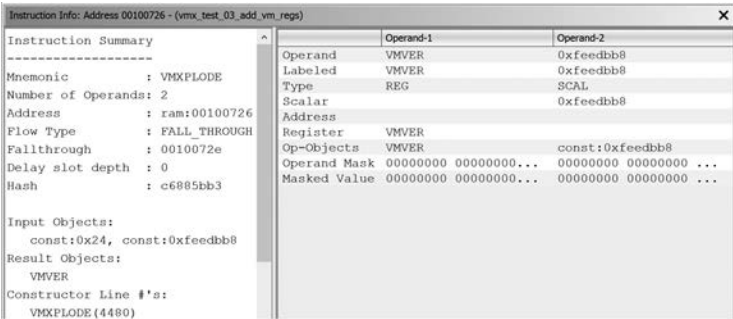 Instruction Info: Address 00100726 - (vmx_test_03_add_vm_regs)
Instruction Summary
-------------------
Mnemonic : VMXPLODE
Number of Operands: 2
Address : ram:00100726
Flow Type : FALL_THROUGH
Fallthrough : 0010072e
Delay slot depth : 0
Hash : c6885bb3
Input Objects:
const:0x24, const:0xfeedbb8
Result Objects:
VMVER
Constructor Line #'s:
VMXPLODE(4480)
Operand-1 Operand-2
Operand VMVER 0xfeedbb8
Labeled VMVER 0xfeedbb8
Type REG SCAL
Scalar 0xfeedbb8
Address
Register VMVER
Op-Objects VMVER const:0xfeedbb8
Operand Mask 00000000 00000000... 00000000 00000000 ...
Masked Value 00000000 00000000... 00000000 00000000 ...